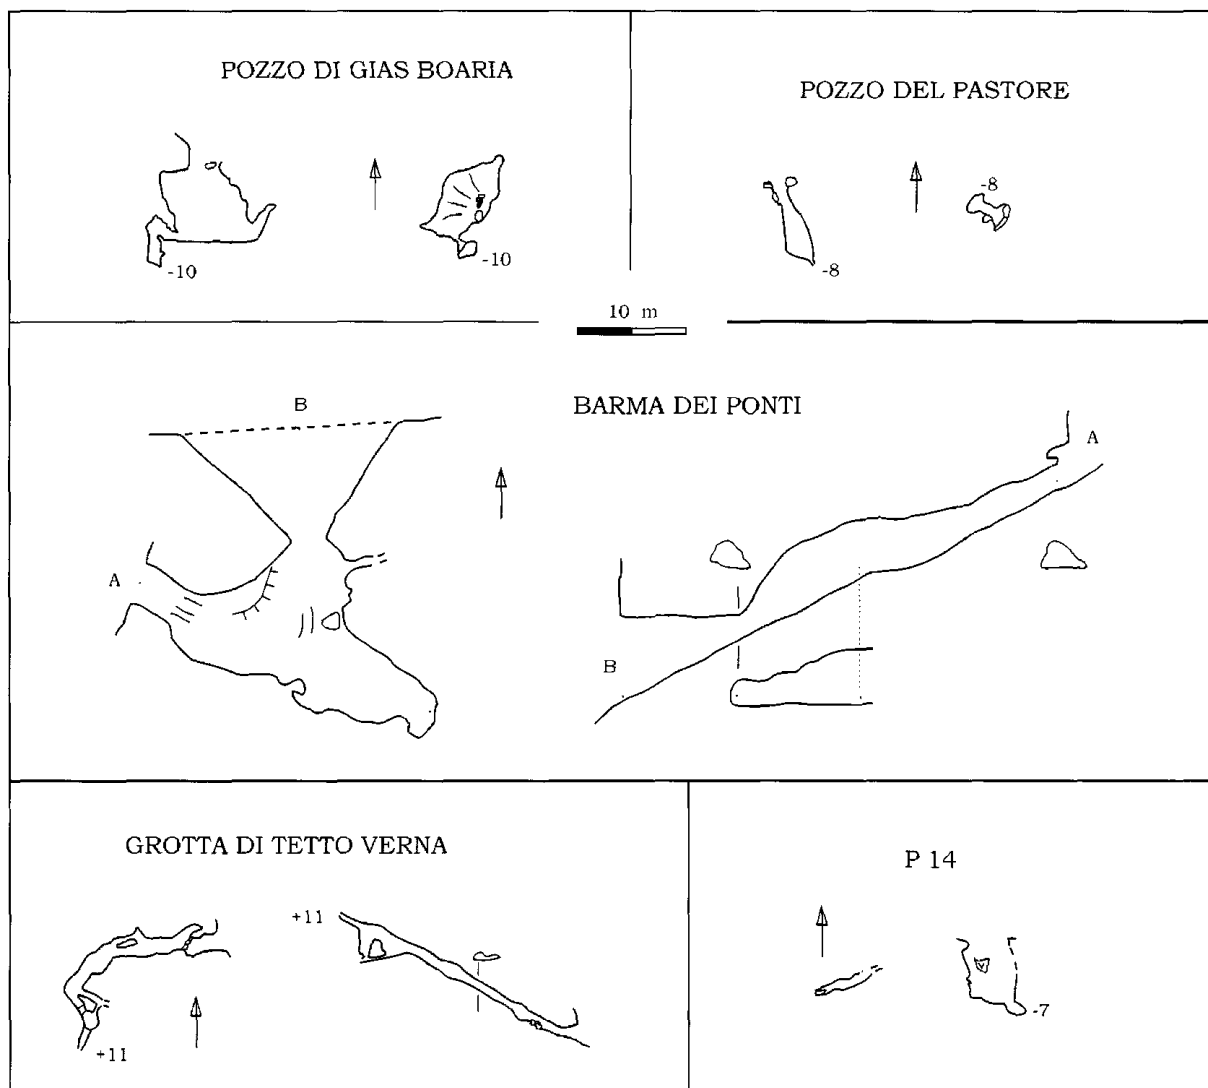 POZZO DI GIAS BOARIA
-10
-10
POZZO DEL PASTORE
-8
-8
10 m
BARMA DEI PONTI
B
A
A
B
GROTTA DI TETTO VERNA
+11
+11
P 14
-7